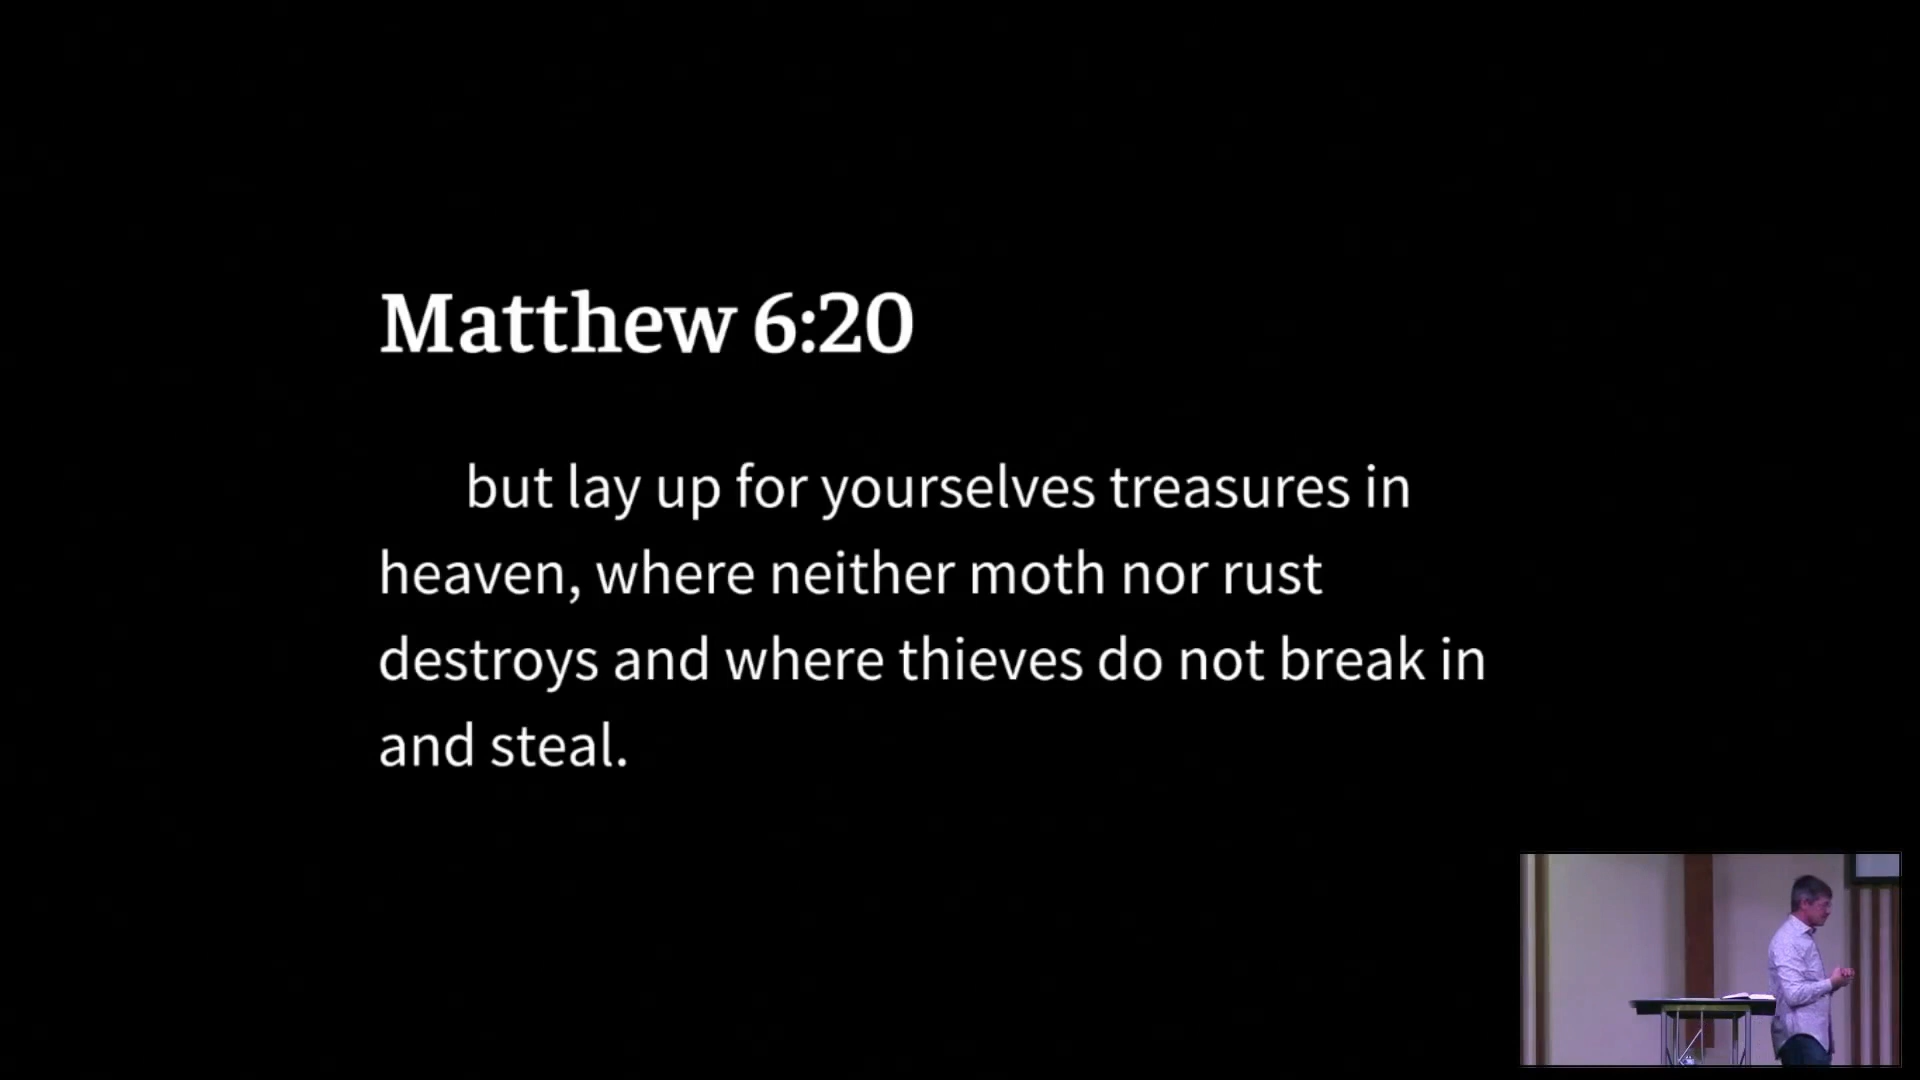 Matthew 6:20
but lay up for yourselves treasures in
heaven, where neither moth nor rust
destroys and where thieves do not break in
and steal.